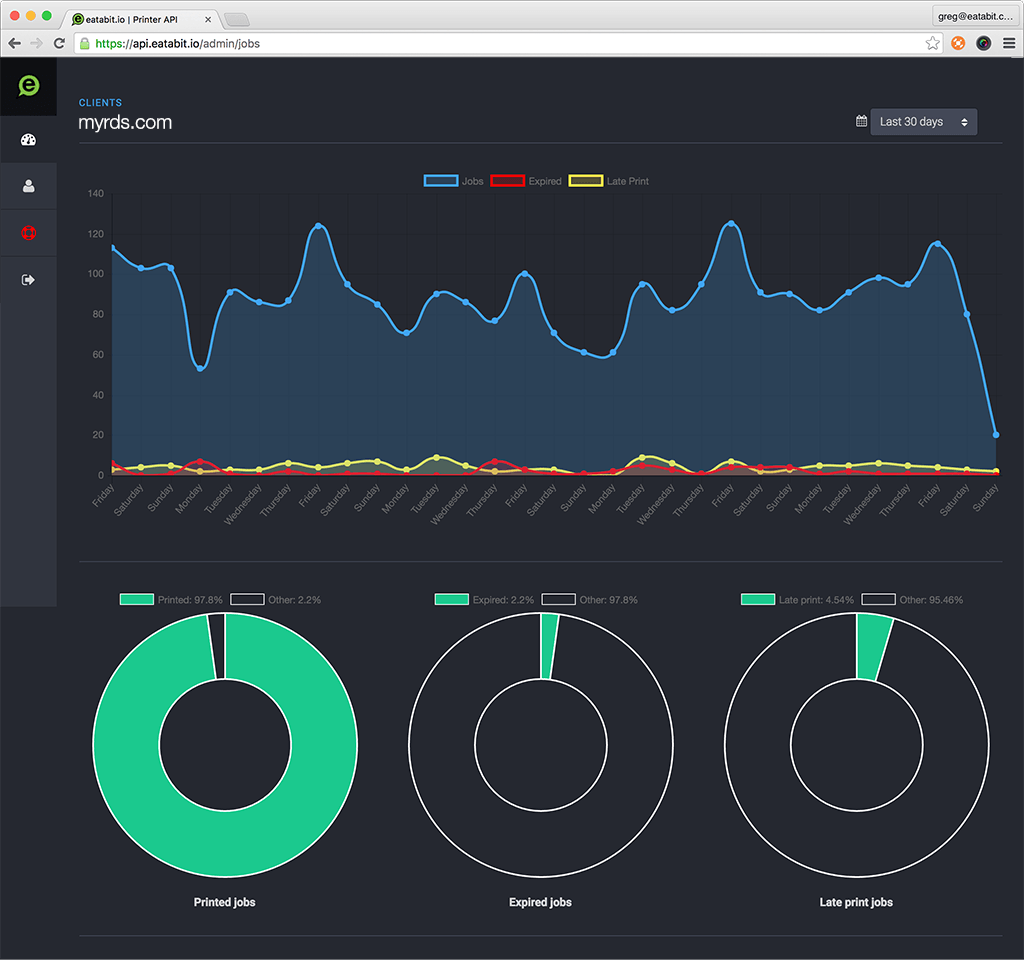 eatabit.io | Printer API
greg@eatabit.c...
https://api.eatabit.io/admin/jobs
CLIENTS
myrds.com
Last 30 days
Jobs Expired Late Print
140
120
100
80
60
40
20
0
Friday Saturday Sunday Monday Tuesday Wednesday Thursday Friday Saturday Sunday Monday Tuesday Wednesday Thursday Friday Saturday Sunday Monday Tuesday Wednesday Thursday Friday Saturday Sunday Monday Tuesday Wednesday Thursday Friday Saturday Sunday
Printed: 97.8% Other: 2.2%
Expired: 2.2% Other: 97.8%
Late print: 4.54% Other: 95.46%
Printed jobs
Expired jobs
Late print jobs